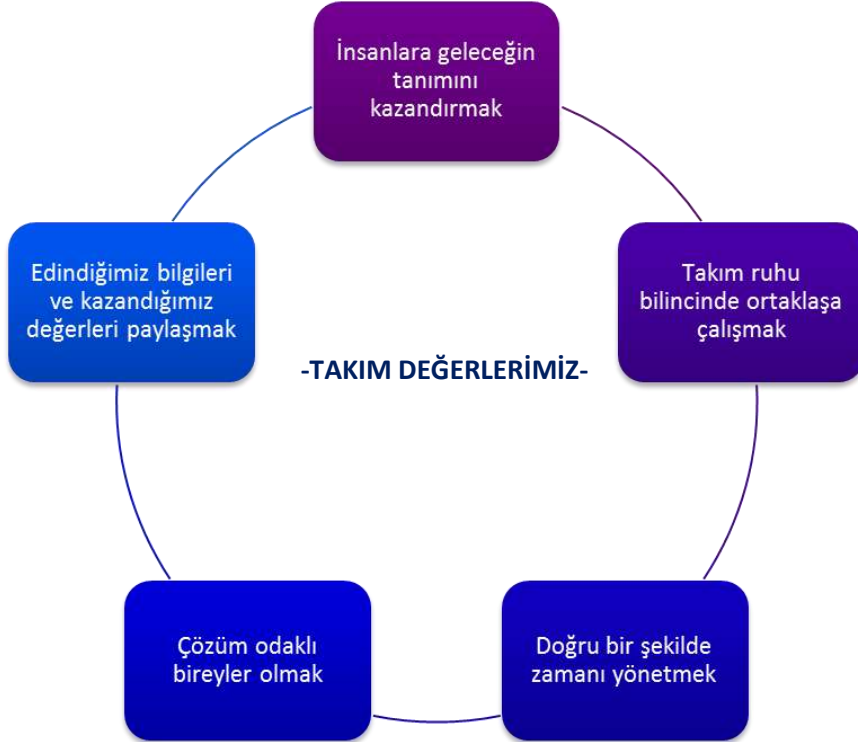 İnsanlara geleceğin
tanımını
kazandırmak
Takım ruhu
bilincinde ortaklaşa
çalışmak
Doğru bir şekilde
zamanı yönetmek
Çözüm odaklı
bireyler olmak
Edindiğimiz bilgileri
ve kazandığımız
değerleri paylaşmak
-TAKIM DEĞERLERİMİZ-